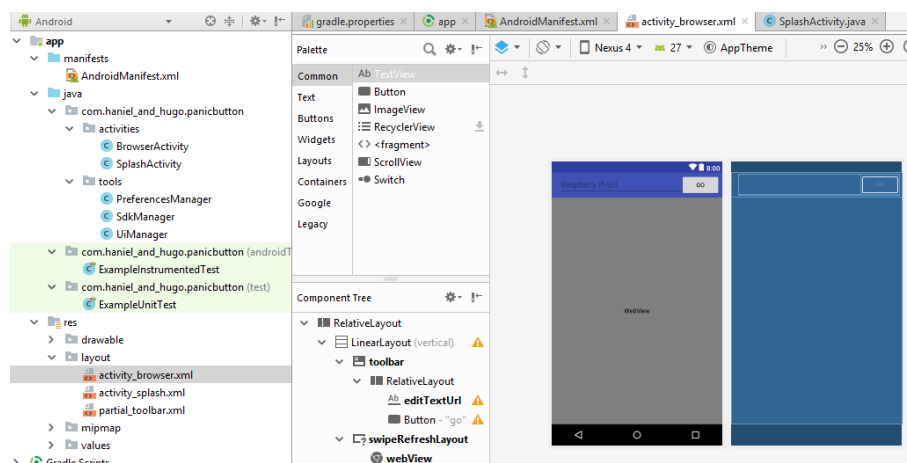 Android
app
manifests
AndroidManifest.xml
java
com.haniel_and_hugo.panicbutton
activities
BrowserActivity
SplashActivity
tools
PreferencesManager
SdkManager
UiManager
com.haniel_and_hugo.panicbutton (androidT
ExampleInstrumentedTest
com.haniel_and_hugo.panicbutton (test)
ExampleUnitTest
res
drawable
layout
activity_browser.xml
activity_splash.xml
partial_toolbar.xml
mipmap
values
Gradle Scripts
gradle.properties
app
AndroidManifest.xml
activity_browser.xml
SplashActivity.java
Palette
Common
Text
Buttons
Widgets
Layouts
Containers
Google
Legacy
Ab TextView
Button
ImageView
RecyclerView
<> <fragment>
ScrollView
Switch
Component Tree
RelativeLayout
LinearLayout (vertical)
toolbar
RelativeLayout
Ab editTextUrl
Button - "go"
swipeRefreshLayout
webView
Nexus 4
27
AppTheme
25%
8:00
Raspberry Pi Url
GO
WebView
GO